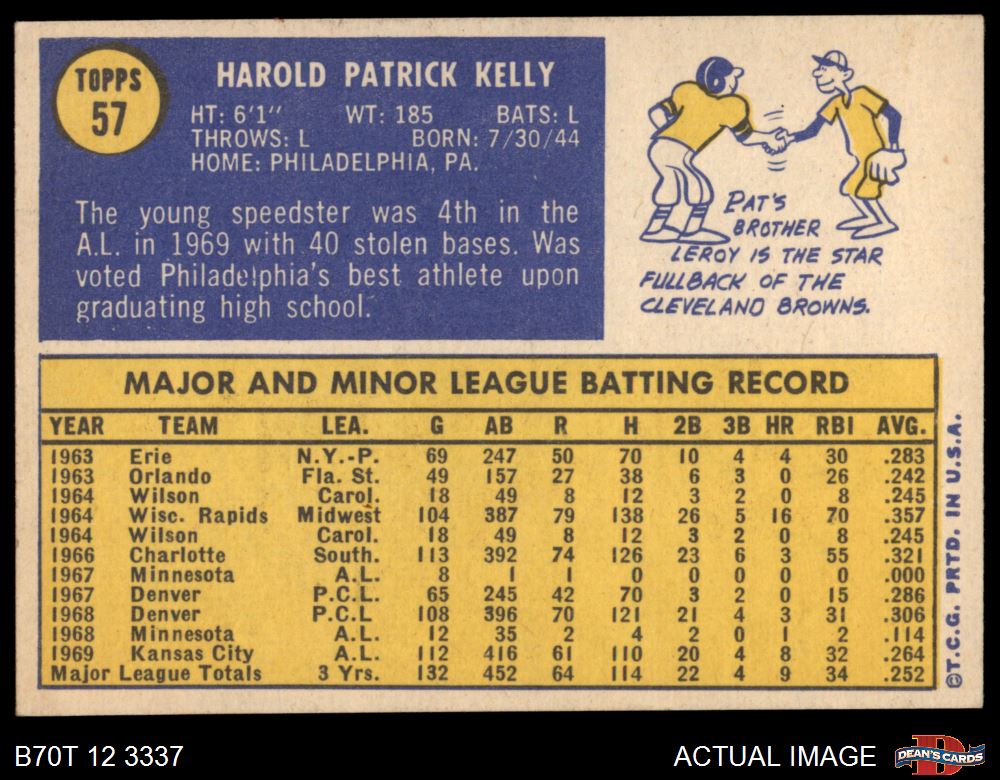 TOPPS
57
HAROLD PATRICK KELLY
HT: 6'1" WT: 185 BATS: L
THROWS: L BORN: 7/30/44
HOME: PHILADELPHIA, PA.
The young speedster was 4th in the
A.L. in 1969 with 40 stolen bases. Was
voted Philadelphia's best athlete upon
graduating high school.
PAT'S
BROTHER
LEROY IS THE STAR
FULLBACK OF THE
CLEVELAND BROWNS.
MAJOR AND MINOR LEAGUE BATTING RECORD
YEAR TEAM LEA. G AB R H 2B 3B HR RBI AVG.
1963 Erie N.Y.-P. 69 247 50 70 10 4 4 30 .283
1963 Orlando Fla. St. 49 157 27 38 6 3 0 26 .242
1964 Wilson Carol. 18 49 8 12 3 2 0 8 .245
1964 Wisc. Rapids Midwest 104 387 79 138 26 5 16 70 .357
1964 Wilson Carol. 18 49 8 12 3 2 0 8 .245
1966 Charlotte South. 113 392 74 126 23 6 3 55 .321
1967 Minnesota A.L. 8 1 1 0 0 0 0 0 .000
1967 Denver P.C.L. 65 245 42 70 3 2 0 15 .286
1968 Denver P.C.L 108 396 70 121 21 4 3 31 .306
1968 Minnesota A.L. 12 35 2 4 2 0 1 2 .114
1969 Kansas City A.L. 112 416 61 110 20 4 8 32 .264
Major League Totals 3 Yrs. 132 452 64 114 22 4 9 34 .252
©T.C.G. PRTD. IN U.S.A.
B70T 12 3337
ACTUAL IMAGE
DEAN'S CARDS